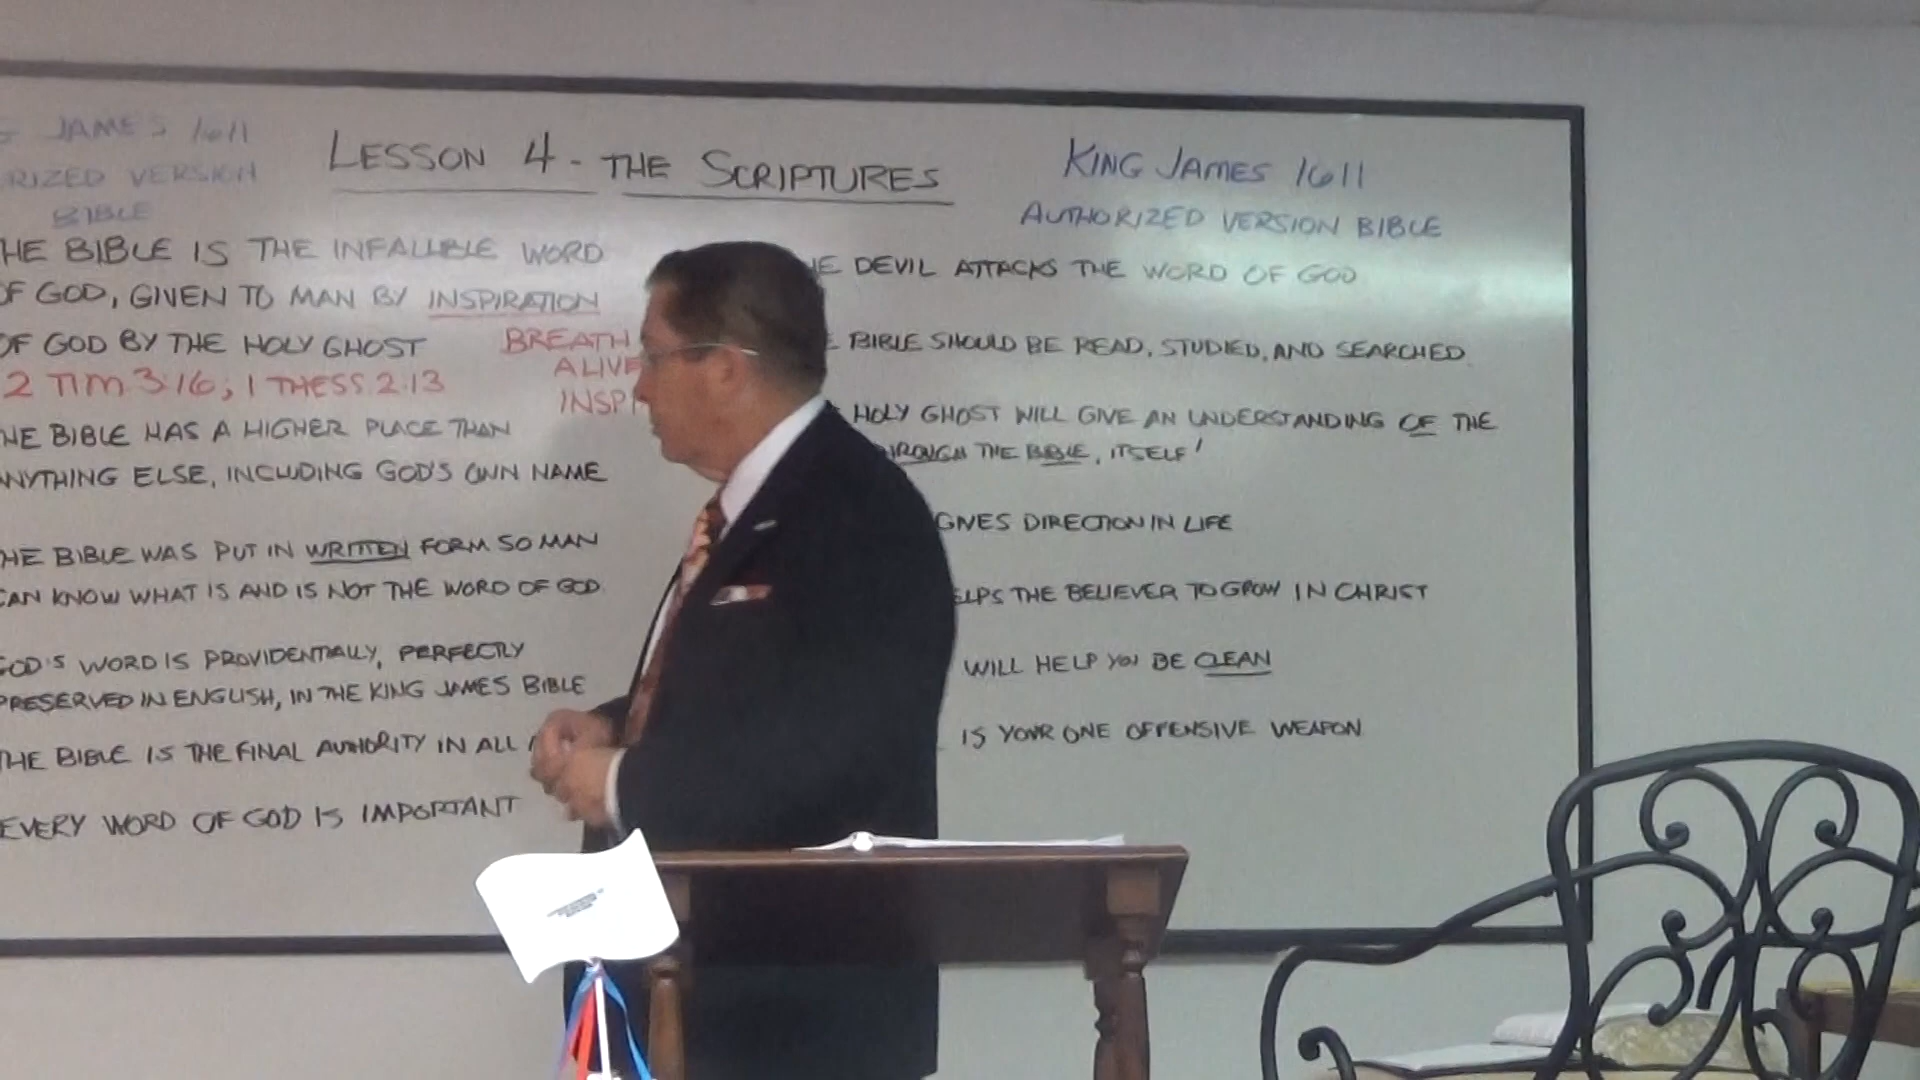 JAMES 1611
RIZED VERSION
BIBLE
LESSON 4 - THE SCRIPTURES
KING JAMES 1611
AUTHORIZED VERSION BIBLE
HE BIBLE IS THE INFALLIBLE WORD
OF GOD, GIVEN TO MAN BY INSPIRATION
OF GOD BY THE HOLY GHOST
2 TIM 3:16; 1 THESS 2:13
BREATH
ALIVE
INSPI
HE BIBLE HAS A HIGHER PLACE THAN
NYTHING ELSE, INCLUDING GOD'S OWN NAME
HE BIBLE WAS PUT IN WRITTEN FORM SO MAN
CAN KNOW WHAT IS AND IS NOT THE WORD OF GOD
GOD'S WORD IS PROVIDENTIALLY, PERFECTLY
PRESERVED IN ENGLISH, IN THE KING JAMES BIBLE
THE BIBLE IS THE FINAL AUTHORITY IN ALL
EVERY WORD OF GOD IS IMPORTANT
HE DEVIL ATTACKS THE WORD OF GOD
E BIBLE SHOULD BE READ, STUDIED, AND SEARCHED
HOLY GHOST WILL GIVE AN UNDERSTANDING OF THE
ROUGH THE BIBLE, ITSELF!
GIVES DIRECTION IN LIFE
ELPS THE BELIEVER TO GROW IN CHRIST
WILL HELP YOU BE CLEAN
IS YOUR ONE OFFENSIVE WEAPON